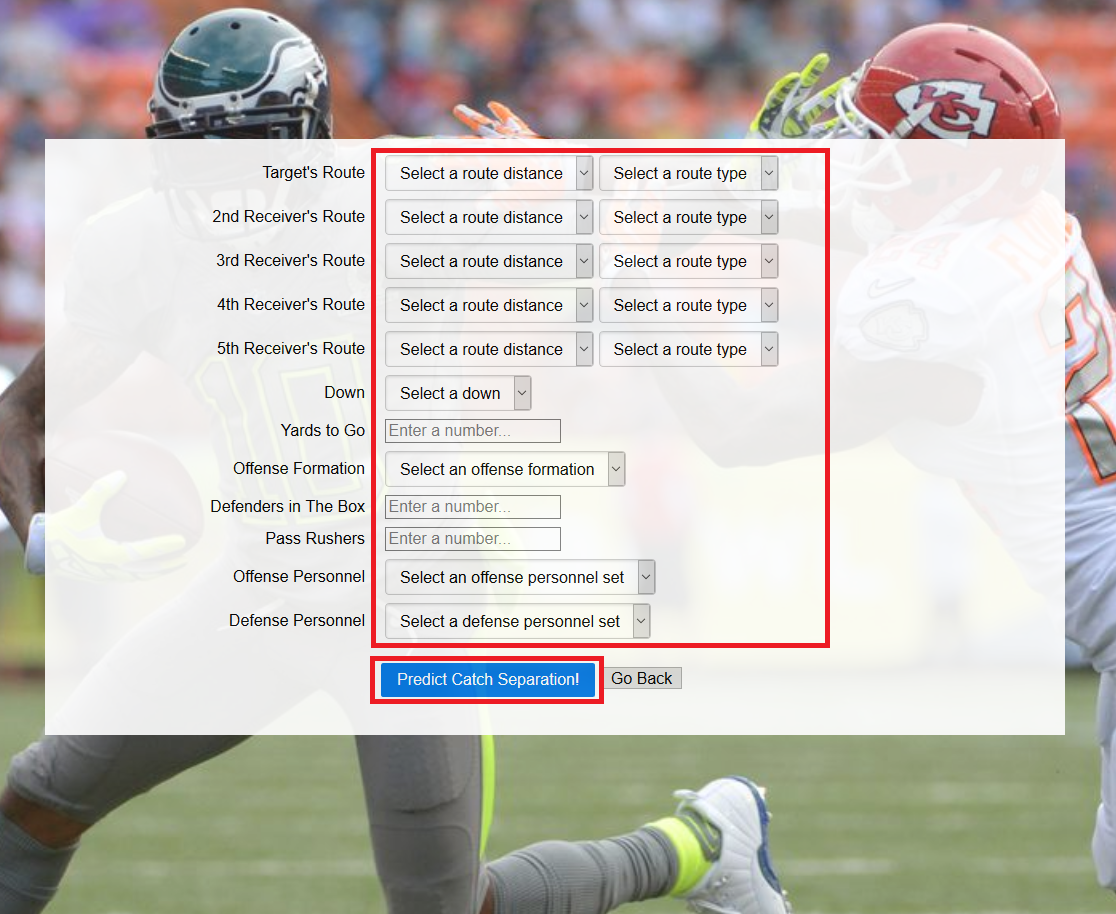 Target's Route Select a route distance Select a route type
2nd Receiver's Route Select a route distance Select a route type
3rd Receiver's Route Select a route distance Select a route type
4th Receiver's Route Select a route distance Select a route type
5th Receiver's Route Select a route distance Select a route type
Down Select a down
Yards to Go Enter a number...
Offense Formation Select an offense formation
Defenders in The Box Enter a number...
Pass Rushers Enter a number...
Offense Personnel Select an offense personnel set
Defense Personnel Select a defense personnel set
Predict Catch Separation! Go Back
KC
10